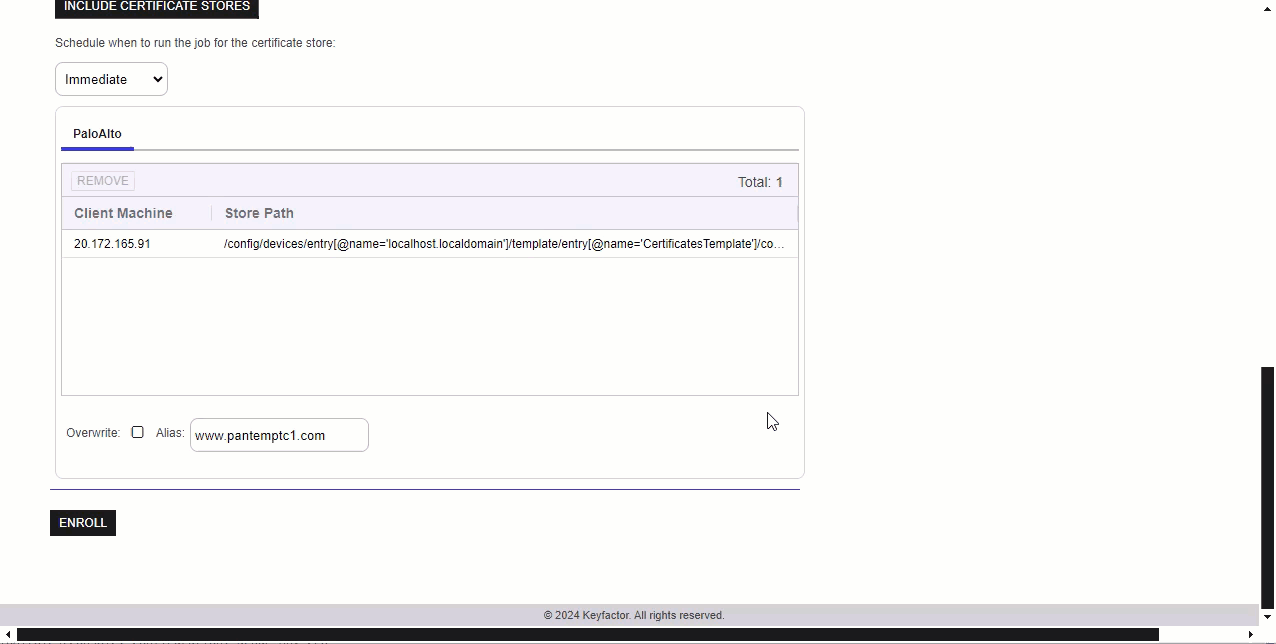 INCLUDE CERTIFICATE STORES
Schedule when to run the job for the certificate store:
Immediate
PaloAlto
REMOVE
Total: 1
Client Machine Store Path
20.172.165.91 /config/devices/entry[@name='localhost.localdomain']/template/entry[@name='CertificatesTemplate']/co...
Overwrite: Alias: www.pantemptc1.com
ENROLL
© 2024 Keyfactor. All rights reserved.